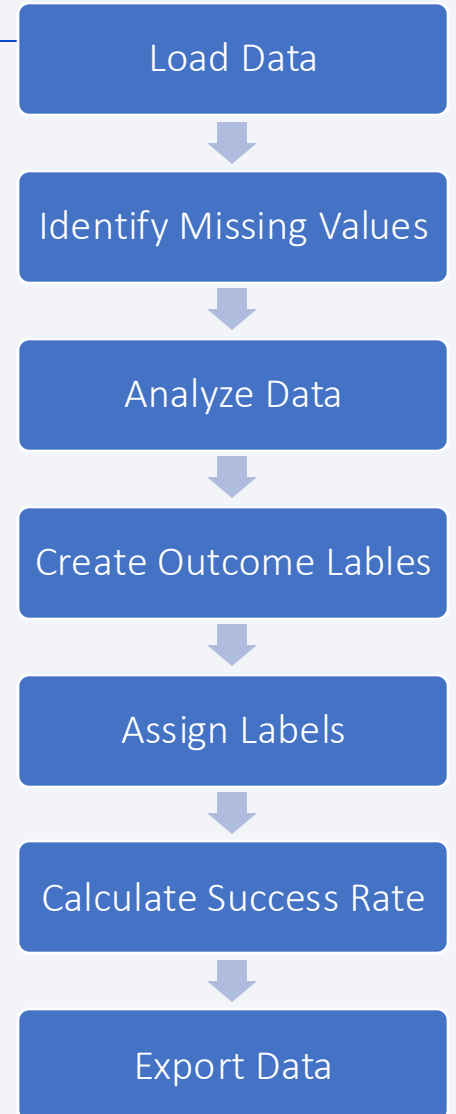 Load Data
Identify Missing Values
Analyze Data
Create Outcome Lables
Assign Labels
Calculate Success Rate
Export Data